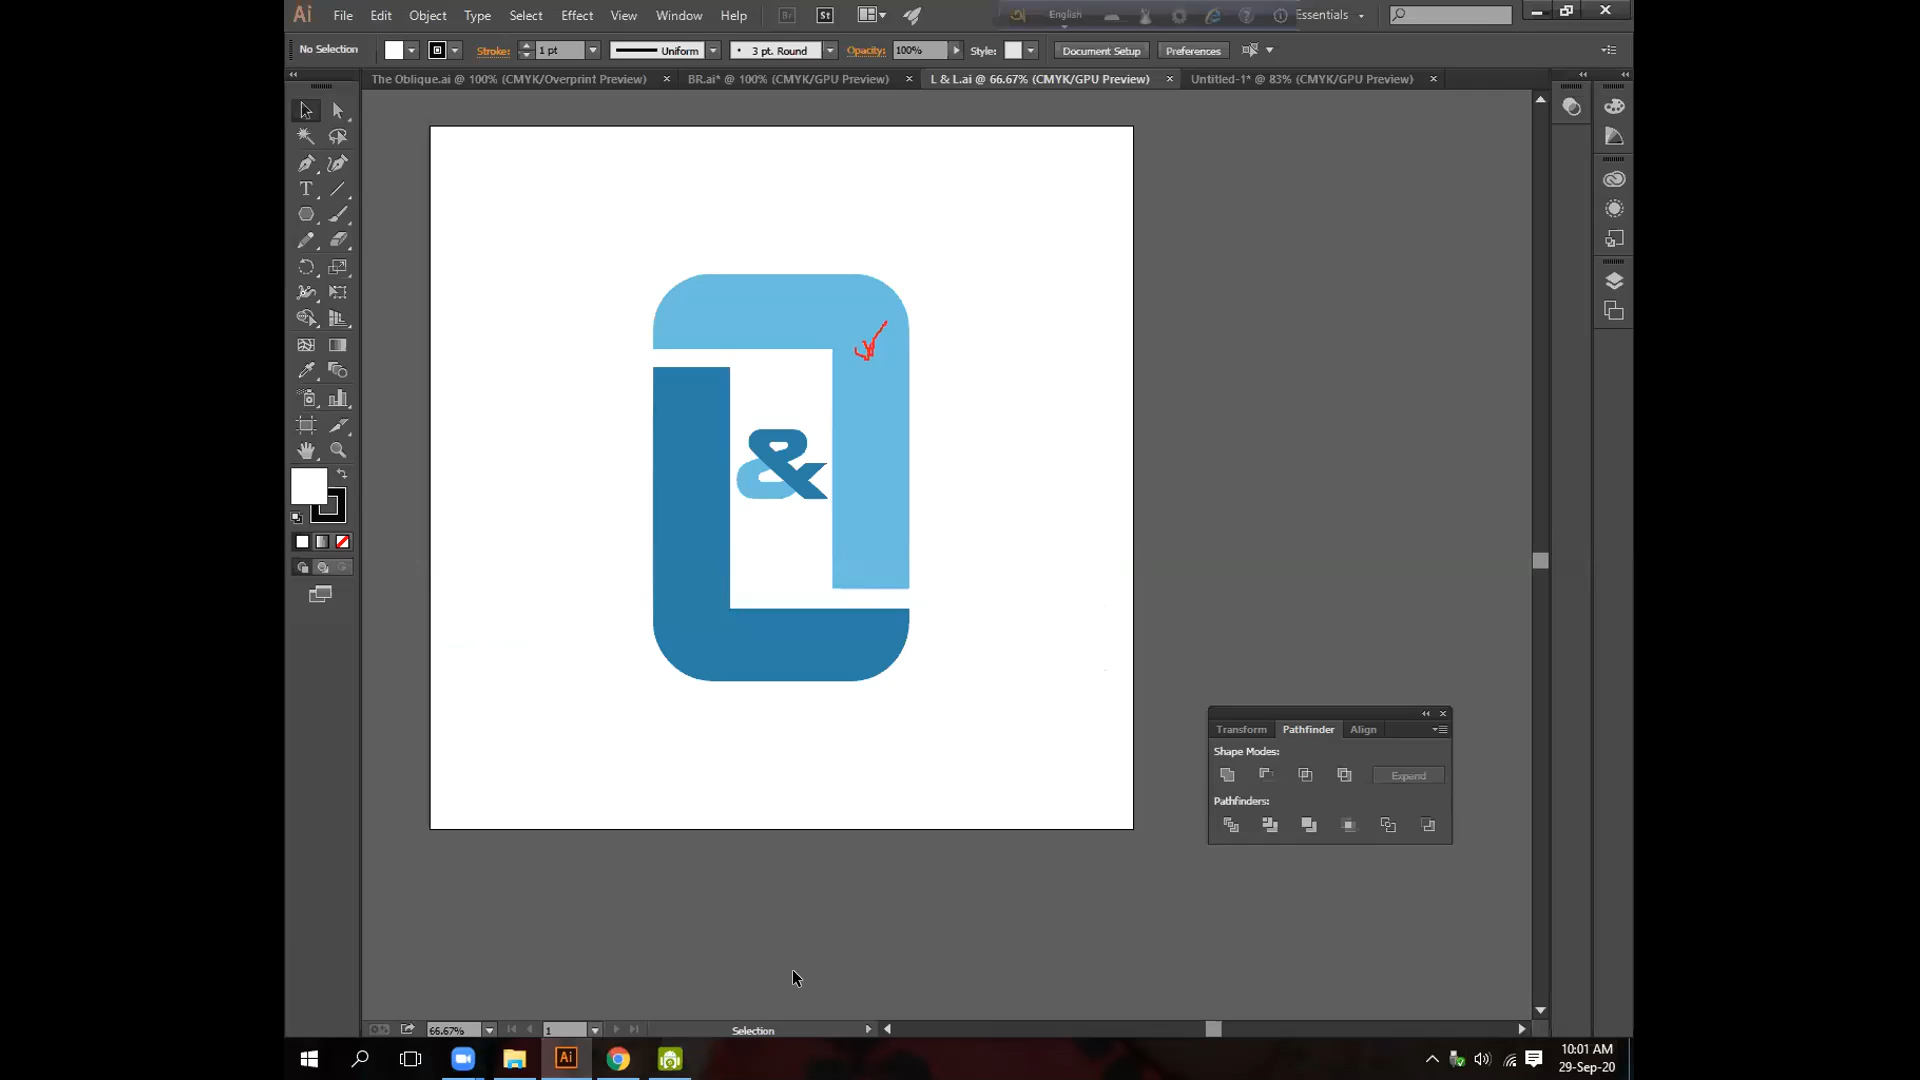 Ai File Edit Object Type Select Effect View Window Help Br St English Essentials
No Selection Stroke: 1 pt Uniform 3 pt. Round Opacity: 100% Style: Document Setup Preferences
The Oblique.ai @ 100% (CMYK/Overprint Preview) × BR.ai* @ 100% (CMYK/GPU Preview) × L & L.ai @ 66.67% (CMYK/GPU Preview) × Untitled-1* @ 83% (CMYK/GPU Preview) ×
&
Transform Pathfinder Align
Shape Modes:
Expand
Pathfinders:
66.67% 1 Selection
Ai
10:01 AM
29-Sep-20